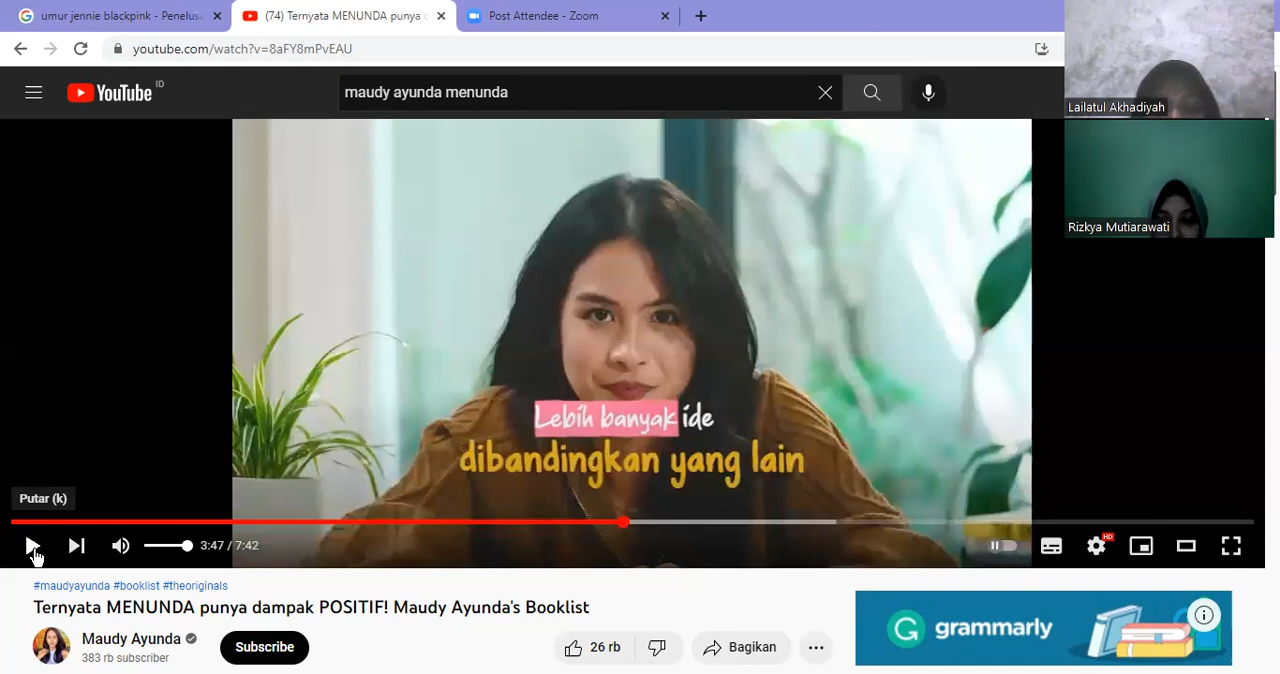 umur jennie blackpink - Penelusu
(74) Ternyata MENUNDA punya d
Post Attendee - Zoom
youtube.com/watch?v=8aFY8mPvEAU
YouTube ID
maudy ayunda menunda
Lailatul Akhadiyah
Rizkya Mutiarawati
Lebih banyak ide
dibandingkan yang lain
Putar (k)
3:47 / 7:42
HD
#maudyayunda #booklist #theoriginals
Ternyata MENUNDA punya dampak POSITIF! Maudy Ayunda's Booklist
Maudy Ayunda
383 rb subscriber
Subscribe
26 rb
Bagikan
grammarly